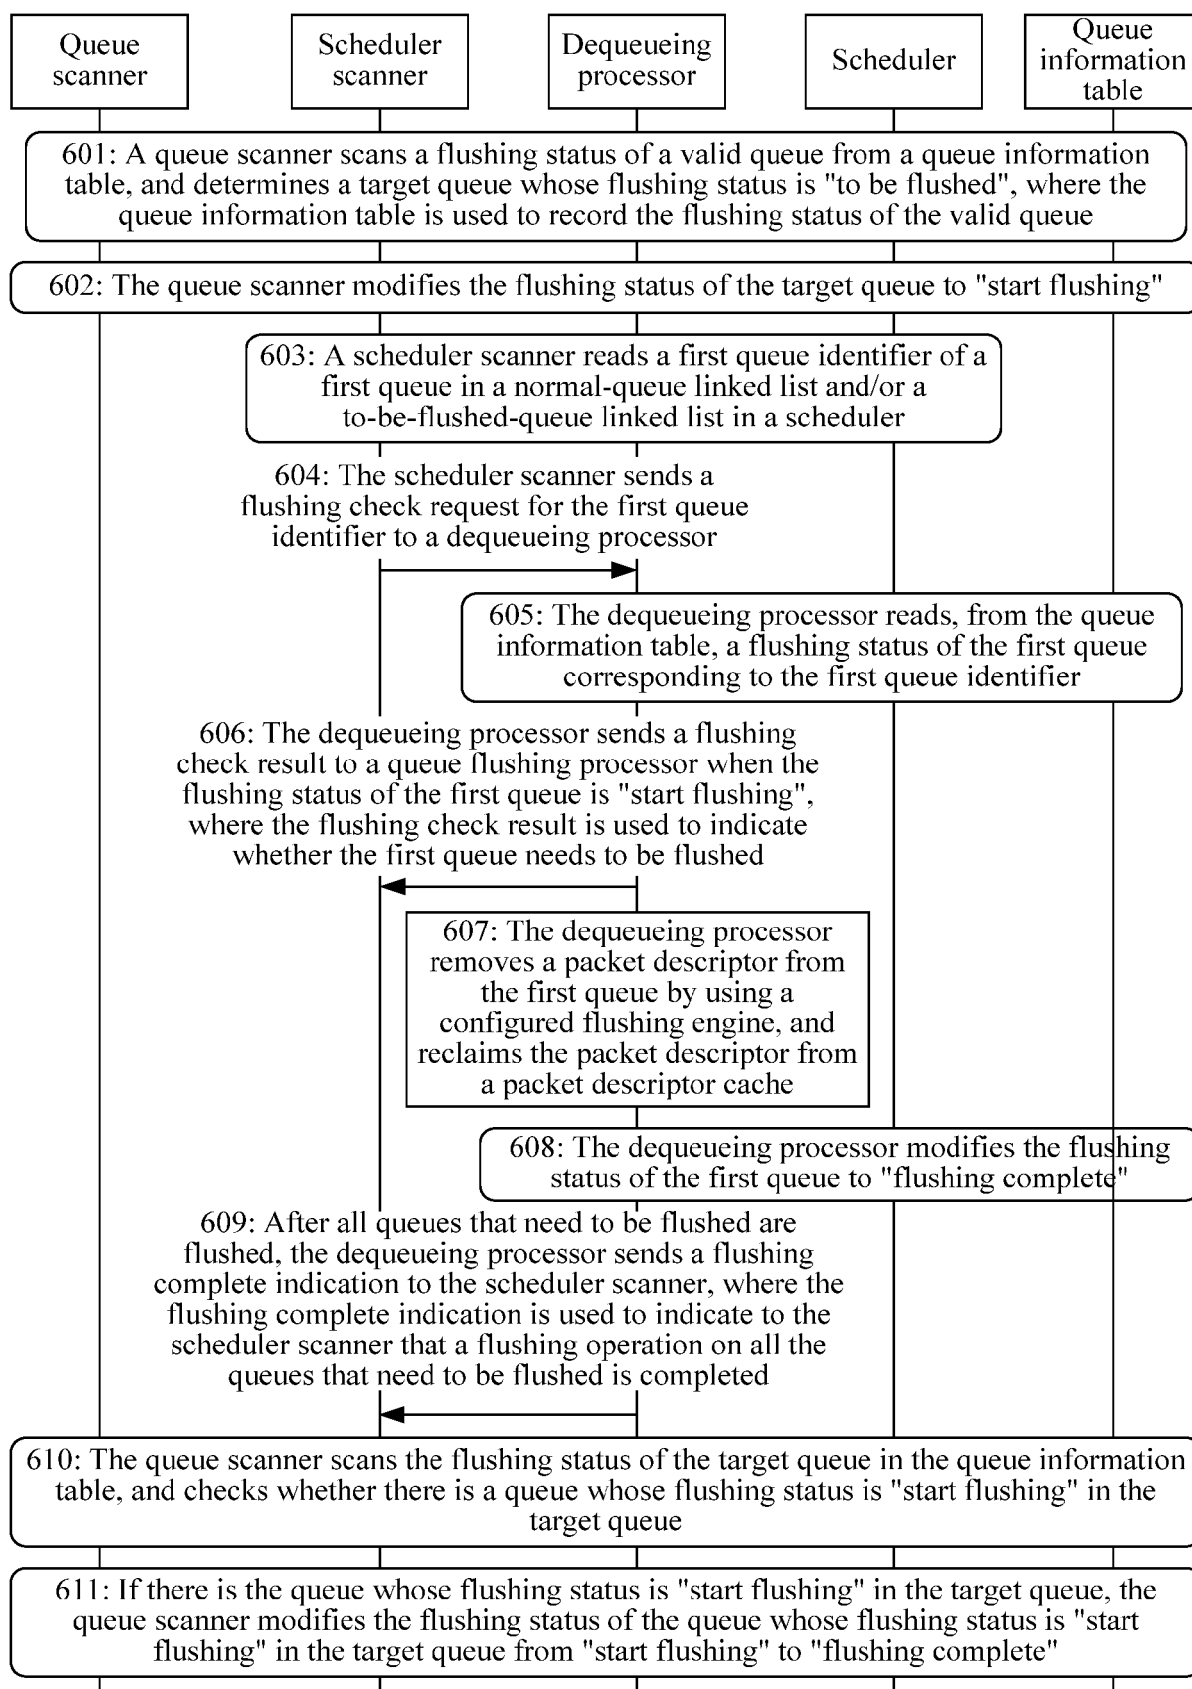 Queue
scanner
Scheduler
scanner
Dequeueing
processor
Scheduler
Queue
information
table
601: A queue scanner scans a flushing status of a valid queue from a queue information
table, and determines a target queue whose flushing status is "to be flushed", where the
queue information table is used to record the flushing status of the valid queue
602: The queue scanner modifies the flushing status of the target queue to "start flushing"
603: A scheduler scanner reads a first queue identifier of a
first queue in a normal-queue linked list and/or a
to-be-flushed-queue linked list in a scheduler
604: The scheduler scanner sends a
flushing check request for the first queue
identifier to a dequeueing processor
605: The dequeueing processor reads, from the queue
information table, a flushing status of the first queue
corresponding to the first queue identifier
606: The dequeueing processor sends a flushing
check result to a queue flushing processor when the
flushing status of the first queue is "start flushing",
where the flushing check result is used to indicate
whether the first queue needs to be flushed
607: The dequeueing processor
removes a packet descriptor from
the first queue by using a
configured flushing engine, and
reclaims the packet descriptor from
a packet descriptor cache
608: The dequeueing processor modifies the flushing
status of the first queue to "flushing complete"
609: After all queues that need to be flushed are
flushed, the dequeueing processor sends a flushing
complete indication to the scheduler scanner, where the
flushing complete indication is used to indicate to the
scheduler scanner that a flushing operation on all the
queues that need to be flushed is completed
610: The queue scanner scans the flushing status of the target queue in the queue information
table, and checks whether there is a queue whose flushing status is "start flushing" in the
target queue
611: If there is the queue whose flushing status is "start flushing" in the target queue, the
queue scanner modifies the flushing status of the queue whose flushing status is "start
flushing" in the target queue from "start flushing" to "flushing complete"